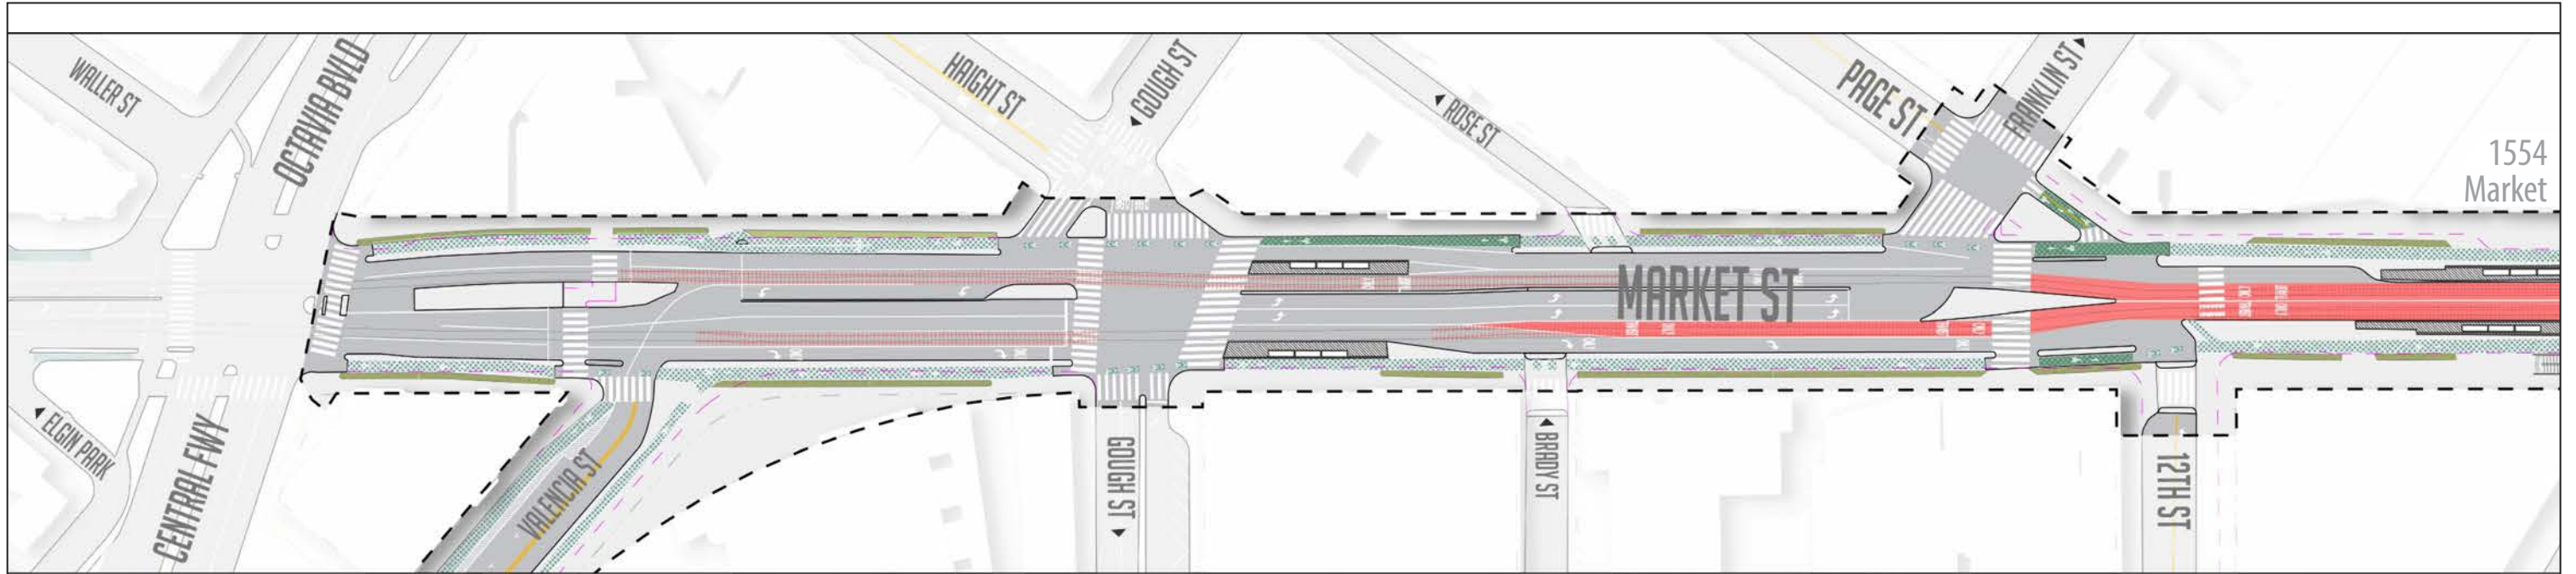 WALLER ST
OCTAVIA BVLD
HAIGHT ST
GOUGH ST
ROSE ST
PAGE ST
FRANKLIN ST
1554
Market
MARKET ST
ELGIN PARK
CENTRAL FWY
VALENCIA ST
GOUGH ST
BRADY ST
12TH ST